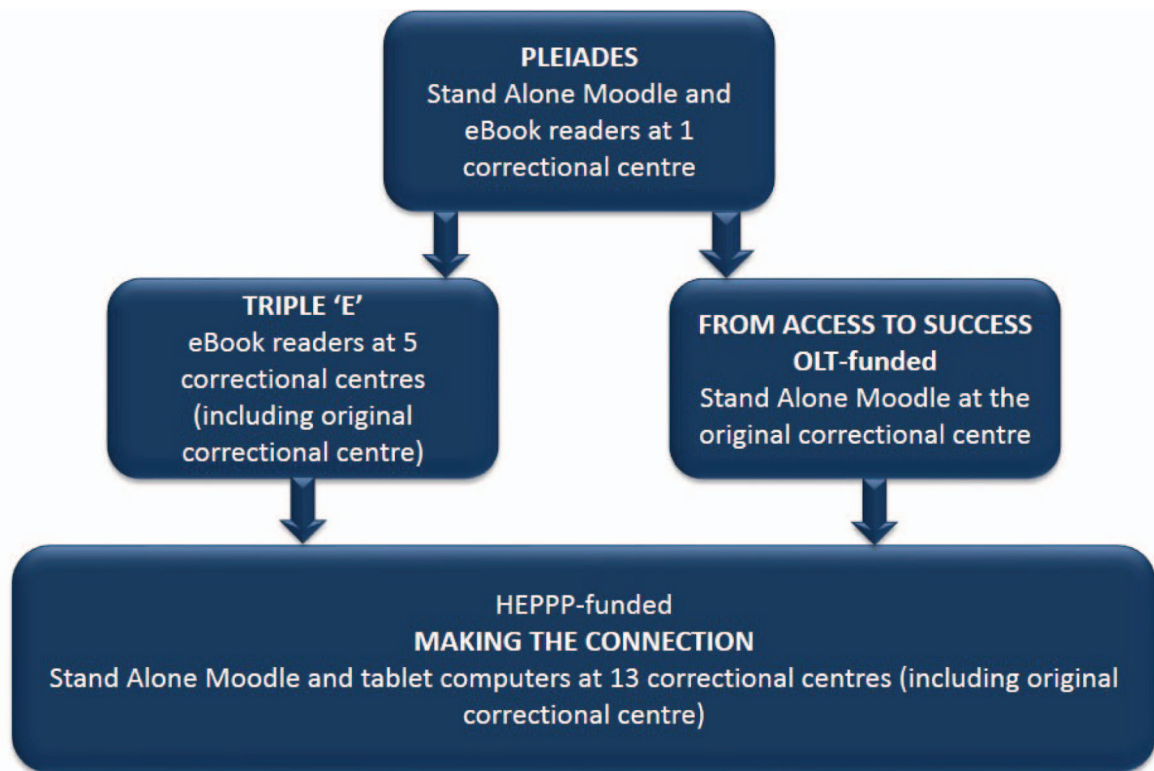 PLEIADES
Stand Alone Moodle and
eBook readers at 1
correctional centre
TRIPLE ‘E’
eBook readers at 5
correctional centres
(including original
correctional centre)
FROM ACCESS TO SUCCESS
OLT-funded
Stand Alone Moodle at the
original correctional centre
HEPPP-funded
MAKING THE CONNECTION
Stand Alone Moodle and tablet computers at 13 correctional centres (including original
correctional centre)